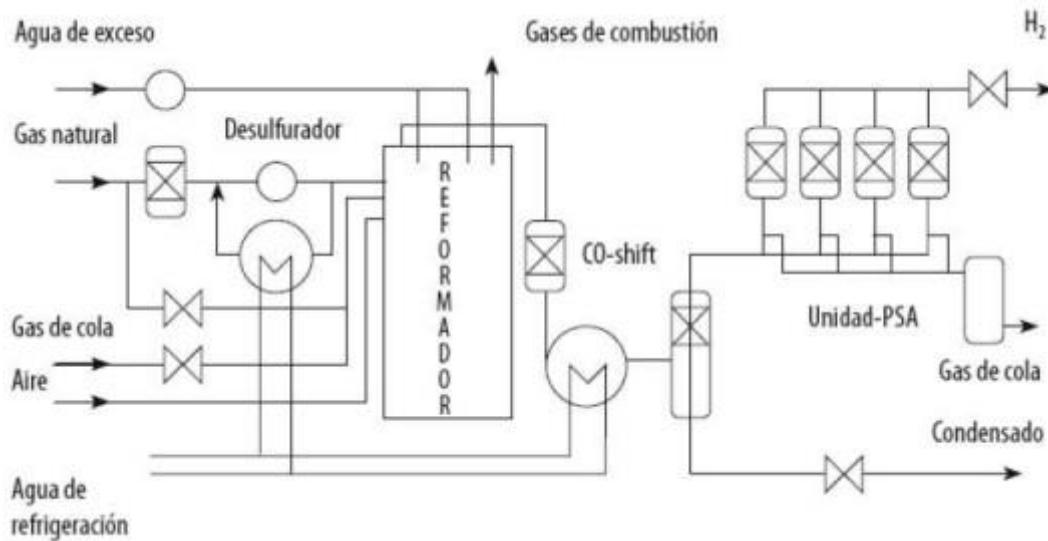 Agua de exceso
Gases de combustión
H₂
Gas natural
Desulfurador
REFORMADOR
CO-shift
Unidad-PSA
Gas de cola
Aire
Gas de cola
Condensado
Agua de
refrigeración